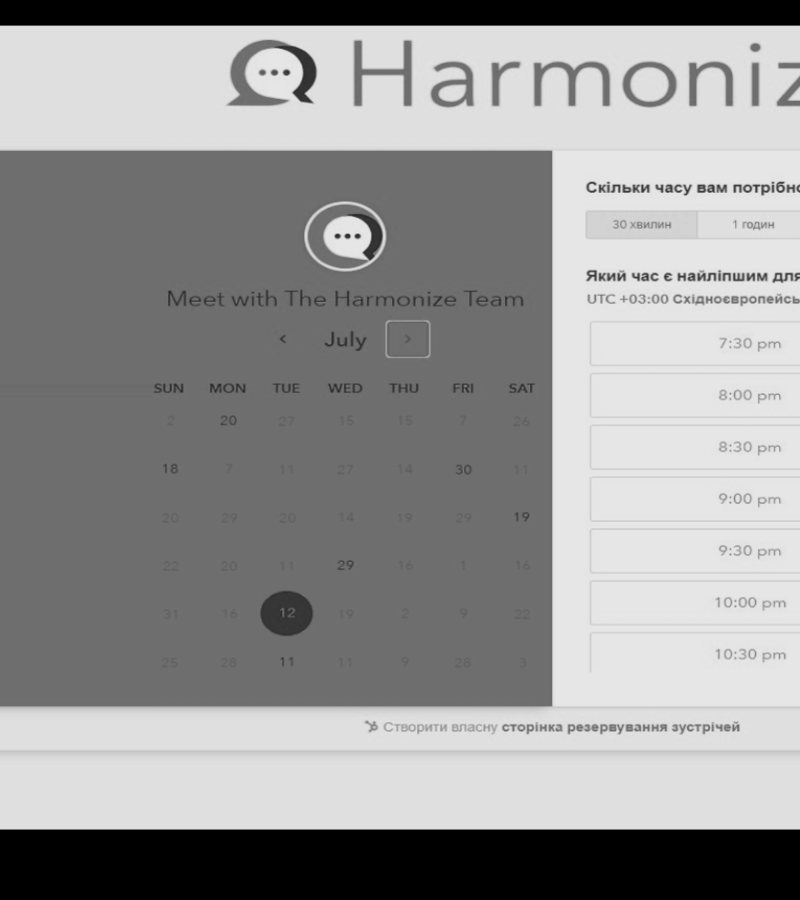 Harmoniz
Meet with The Harmonize Team
July
SUN MON TUE WED THU FRI SAT
2 20 27 15 15 7 26
18 7 11 27 14 30 11
20 29 20 14 19 29 19
22 20 11 29 16 1 16
31 16 12 19 2 9 22
25 28 11 11 9 28 3
Скільки часу вам потрібно
30 хвилин 1 годин
Який час є найліпшим для
UTC +03:00 Східноєвропейсь
7:30 pm
8:00 pm
8:30 pm
9:00 pm
9:30 pm
10:00 pm
10:30 pm
Створити власну сторінка резервування зустрічей